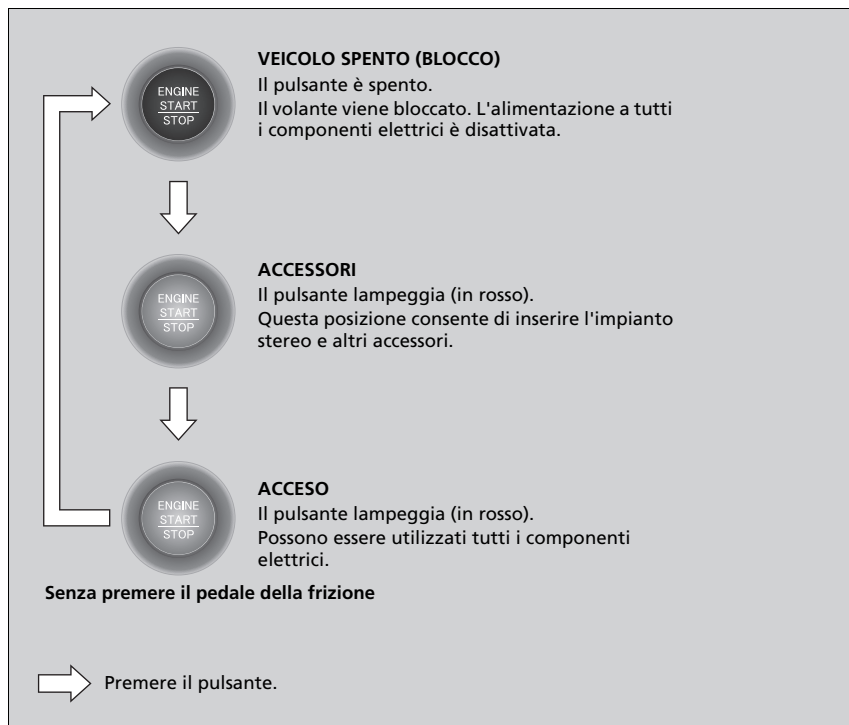 VEICOLO SPENTO (BLOCCO)
ENGINE
START
STOP
Il pulsante è spento.
Il volante viene bloccato. L'alimentazione a tutti
i componenti elettrici è disattivata.
ACCESSORI
ENGINE
START
STOP
Il pulsante lampeggia (in rosso).
Questa posizione consente di inserire l'impianto
stereo e altri accessori.
ACCESO
ENGINE
START
STOP
Il pulsante lampeggia (in rosso).
Possono essere utilizzati tutti i componenti
elettrici.
Senza premere il pedale della frizione
Premere il pulsante.